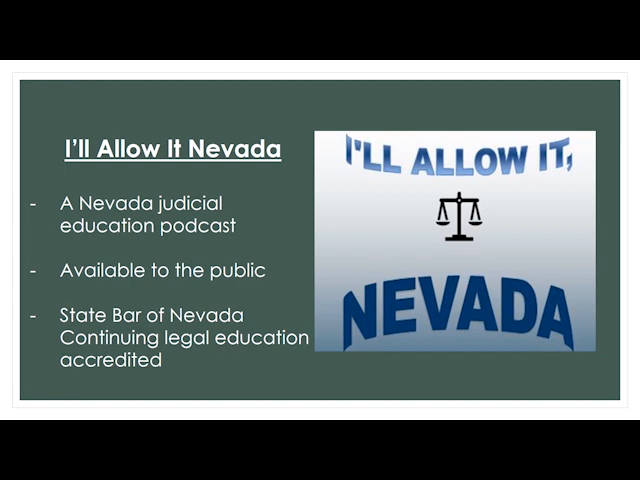 I'll Allow It Nevada
- A Nevada judicial
education podcast
- Available to the public
- State Bar of Nevada
Continuing legal education
accredited
I'LL ALLOW IT,
NEVADA